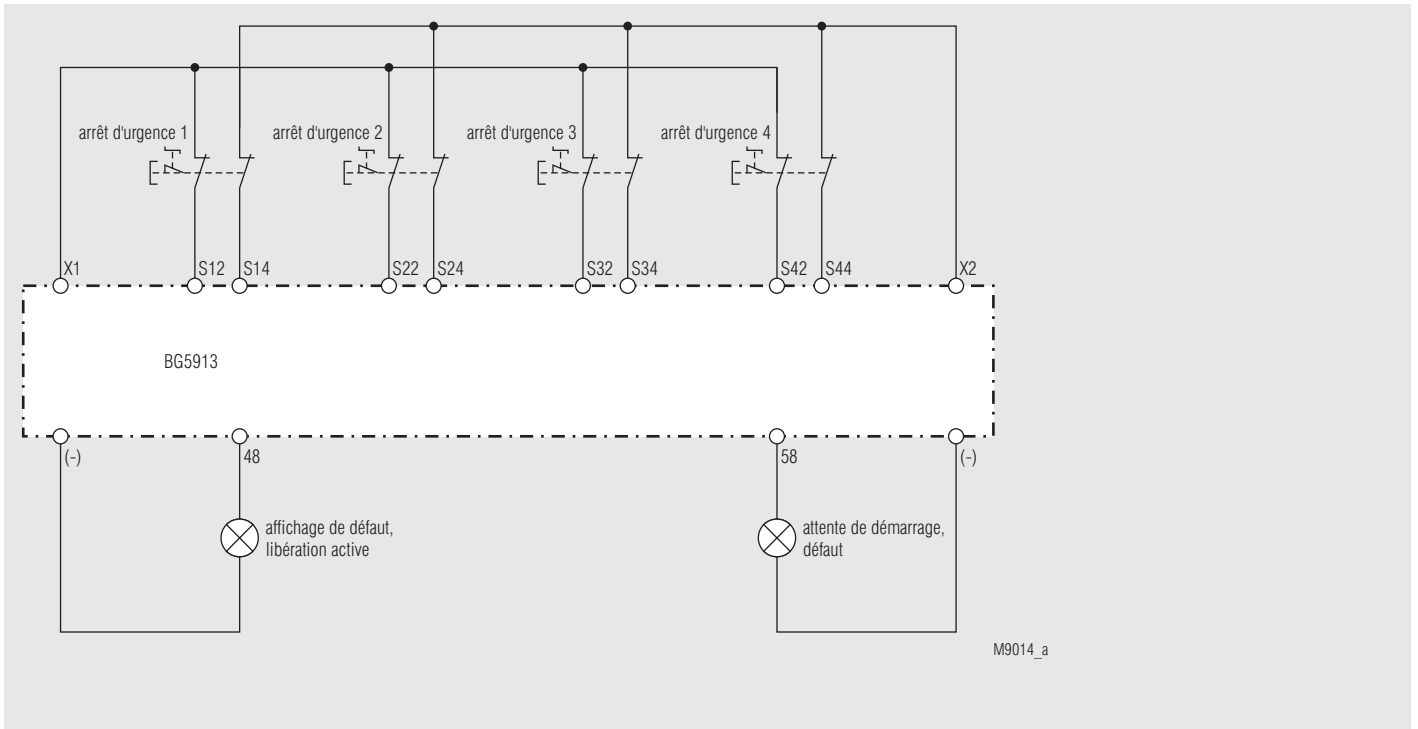 arrêt d'urgence 1
arrêt d'urgence 2
arrêt d'urgence 3
arrêt d'urgence 4
X1
S12
S14
S22
S24
S32
S34
S42
S44
X2
BG5913
(-)
48
58
(-)
affichage de défaut,
libération active
attente de démarrage,
défaut
M9014_a